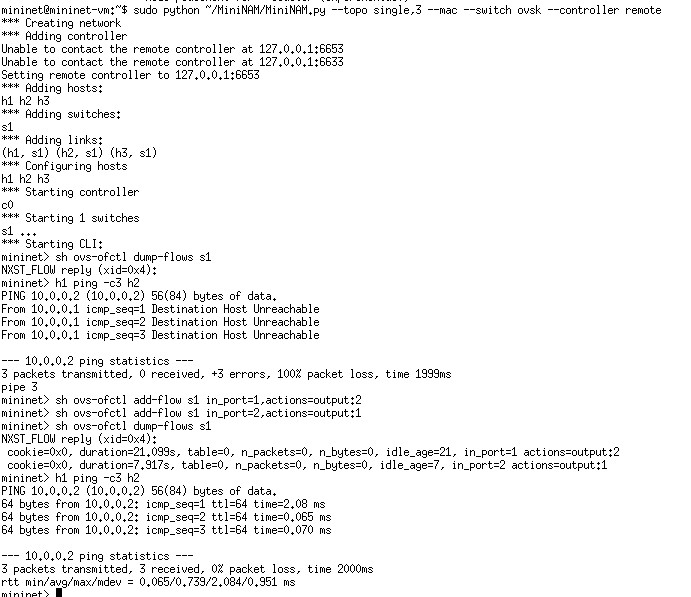 mininet@mininet-vm:~$ sudo python ~/MiniNAM/MiniNAM.py --topo single,3 --mac --switch ovsk --controller remote
*** Creating network
*** Adding controller
Unable to contact the remote controller at 127.0.0.1:6653
Unable to contact the remote controller at 127.0.0.1:6633
Setting remote controller to 127.0.0.1:6653
*** Adding hosts:
h1 h2 h3
*** Adding switches:
s1
*** Adding links:
(h1, s1) (h2, s1) (h3, s1)
*** Configuring hosts
h1 h2 h3
*** Starting controller
c0
*** Starting 1 switches
s1 ...
*** Starting CLI:
mininet> sh ovs-ofctl dump-flows s1
NXST_FLOW reply (xid=0x4):
mininet> h1 ping -c3 h2
PING 10.0.0.2 (10.0.0.2) 56(84) bytes of data.
From 10.0.0.1 icmp_seq=1 Destination Host Unreachable
From 10.0.0.1 icmp_seq=2 Destination Host Unreachable
From 10.0.0.1 icmp_seq=3 Destination Host Unreachable
--- 10.0.0.2 ping statistics ---
3 packets transmitted, 0 received, +3 errors, 100% packet loss, time 1999ms
pipe 3
mininet> sh ovs-ofctl add-flow s1 in_port=1,actions=output:2
mininet> sh ovs-ofctl add-flow s1 in_port=2,actions=output:1
mininet> sh ovs-ofctl dump-flows s1
NXST_FLOW reply (xid=0x4):
cookie=0x0, duration=21.099s, table=0, n_packets=0, n_bytes=0, idle_age=21, in_port=1 actions=output:2
cookie=0x0, duration=7.917s, table=0, n_packets=0, n_bytes=0, idle_age=7, in_port=2 actions=output:1
mininet> h1 ping -c3 h2
PING 10.0.0.2 (10.0.0.2) 56(84) bytes of data.
64 bytes from 10.0.0.2: icmp_seq=1 ttl=64 time=2.08 ms
64 bytes from 10.0.0.2: icmp_seq=2 ttl=64 time=0.065 ms
64 bytes from 10.0.0.2: icmp_seq=3 ttl=64 time=0.070 ms
--- 10.0.0.2 ping statistics ---
3 packets transmitted, 3 received, 0% packet loss, time 2000ms
rtt min/avg/max/mdev = 0.065/0.739/2.084/0.951 ms
mininet>